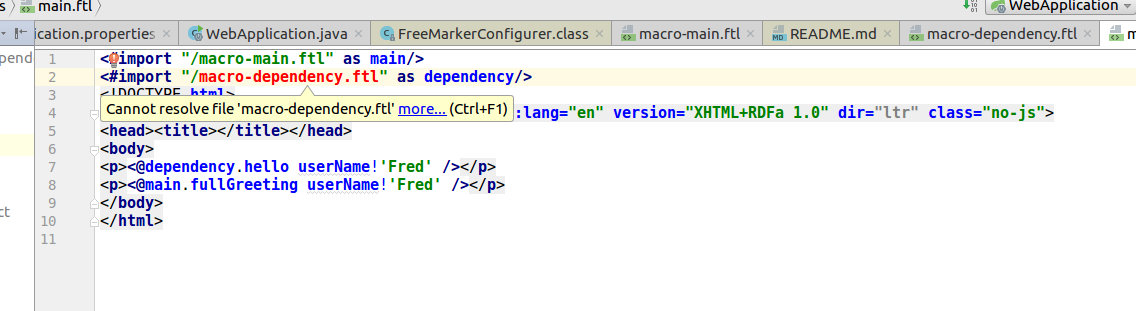 s main.ftl WebApplication
ication.properties WebApplication.java FreeMarkerConfigurer.class macro-main.ftl README.md macro-dependency.ftl m
pend
ct
1 <#import "/macro-main.ftl" as main/>
2 <#import "/macro-dependency.ftl" as dependency/>
3 <!DOCTYPE html>
Cannot resolve file 'macro-dependency.ftl' more... (Ctrl+F1)
4 :lang="en" version="XHTML+RDFa 1.0" dir="ltr" class="no-js">
5 <head><title></title></head>
6 <body>
7 <p><@dependency.hello userName!'Fred' /></p>
8 <p><@main.fullGreeting userName!'Fred' /></p>
9 </body>
10 </html>
11